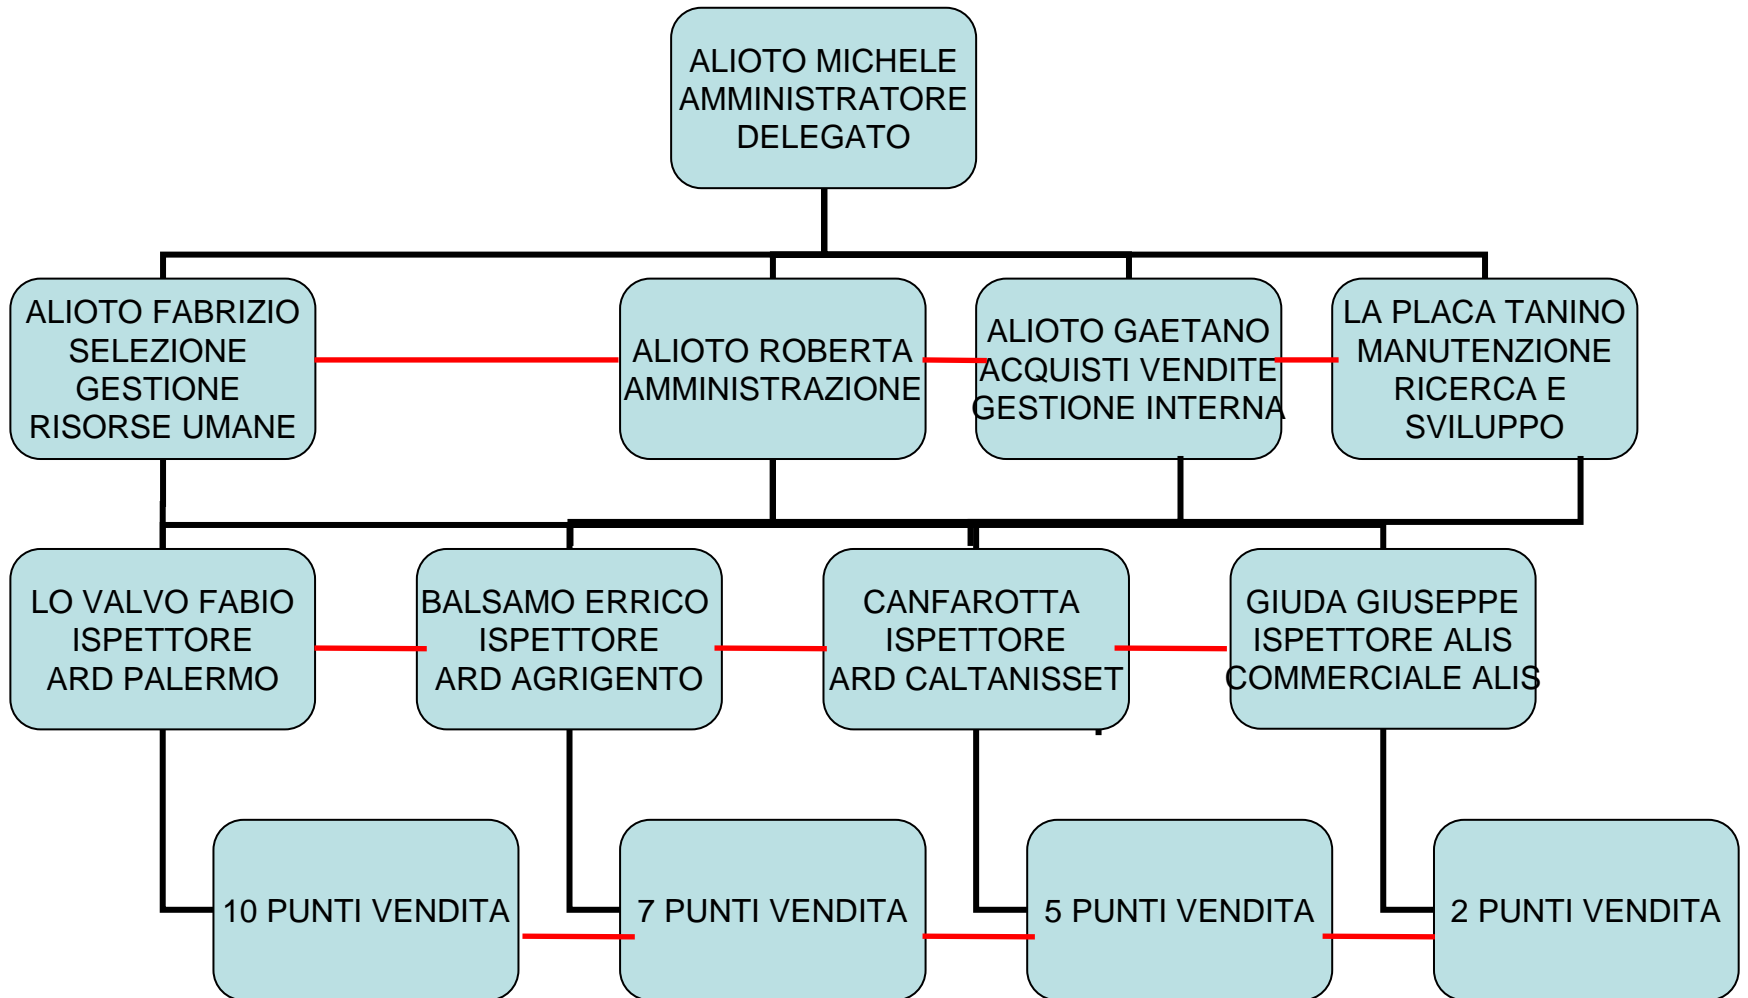 ALIOTO MICHELE
AMMINISTRATORE
DELEGATO
ALIOTO FABRIZIO
SELEZIONE
GESTIONE
RISORSE UMANE
ALIOTO ROBERTA
AMMINISTRAZIONE
ALIOTO GAETANO
ACQUISTI VENDITE
GESTIONE INTERNA
LA PLACA TANINO
MANUTENZIONE
RICERCA E
SVILUPPO
LO VALVO FABIO
ISPETTORE
ARD PALERMO
BALSAMO ERRICO
ISPETTORE
ARD AGRIGENTO
CANFAROTTA
ISPETTORE
ARD CALTANISSET
GIUDA GIUSEPPE
ISPETTORE ALIS
COMMERCIALE ALIS
10 PUNTI VENDITA
7 PUNTI VENDITA
5 PUNTI VENDITA
2 PUNTI VENDITA